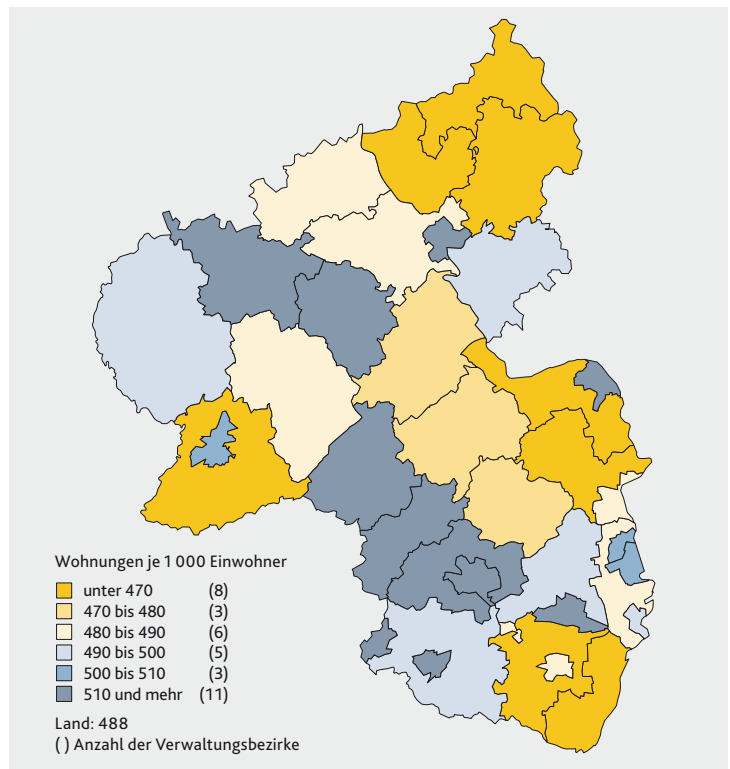 Wohnungen je 1 000 Einwohner
unter 470 (8)
470 bis 480 (3)
480 bis 490 (6)
490 bis 500 (5)
500 bis 510 (3)
510 und mehr (11)
Land: 488
( ) Anzahl der Verwaltungsbezirke